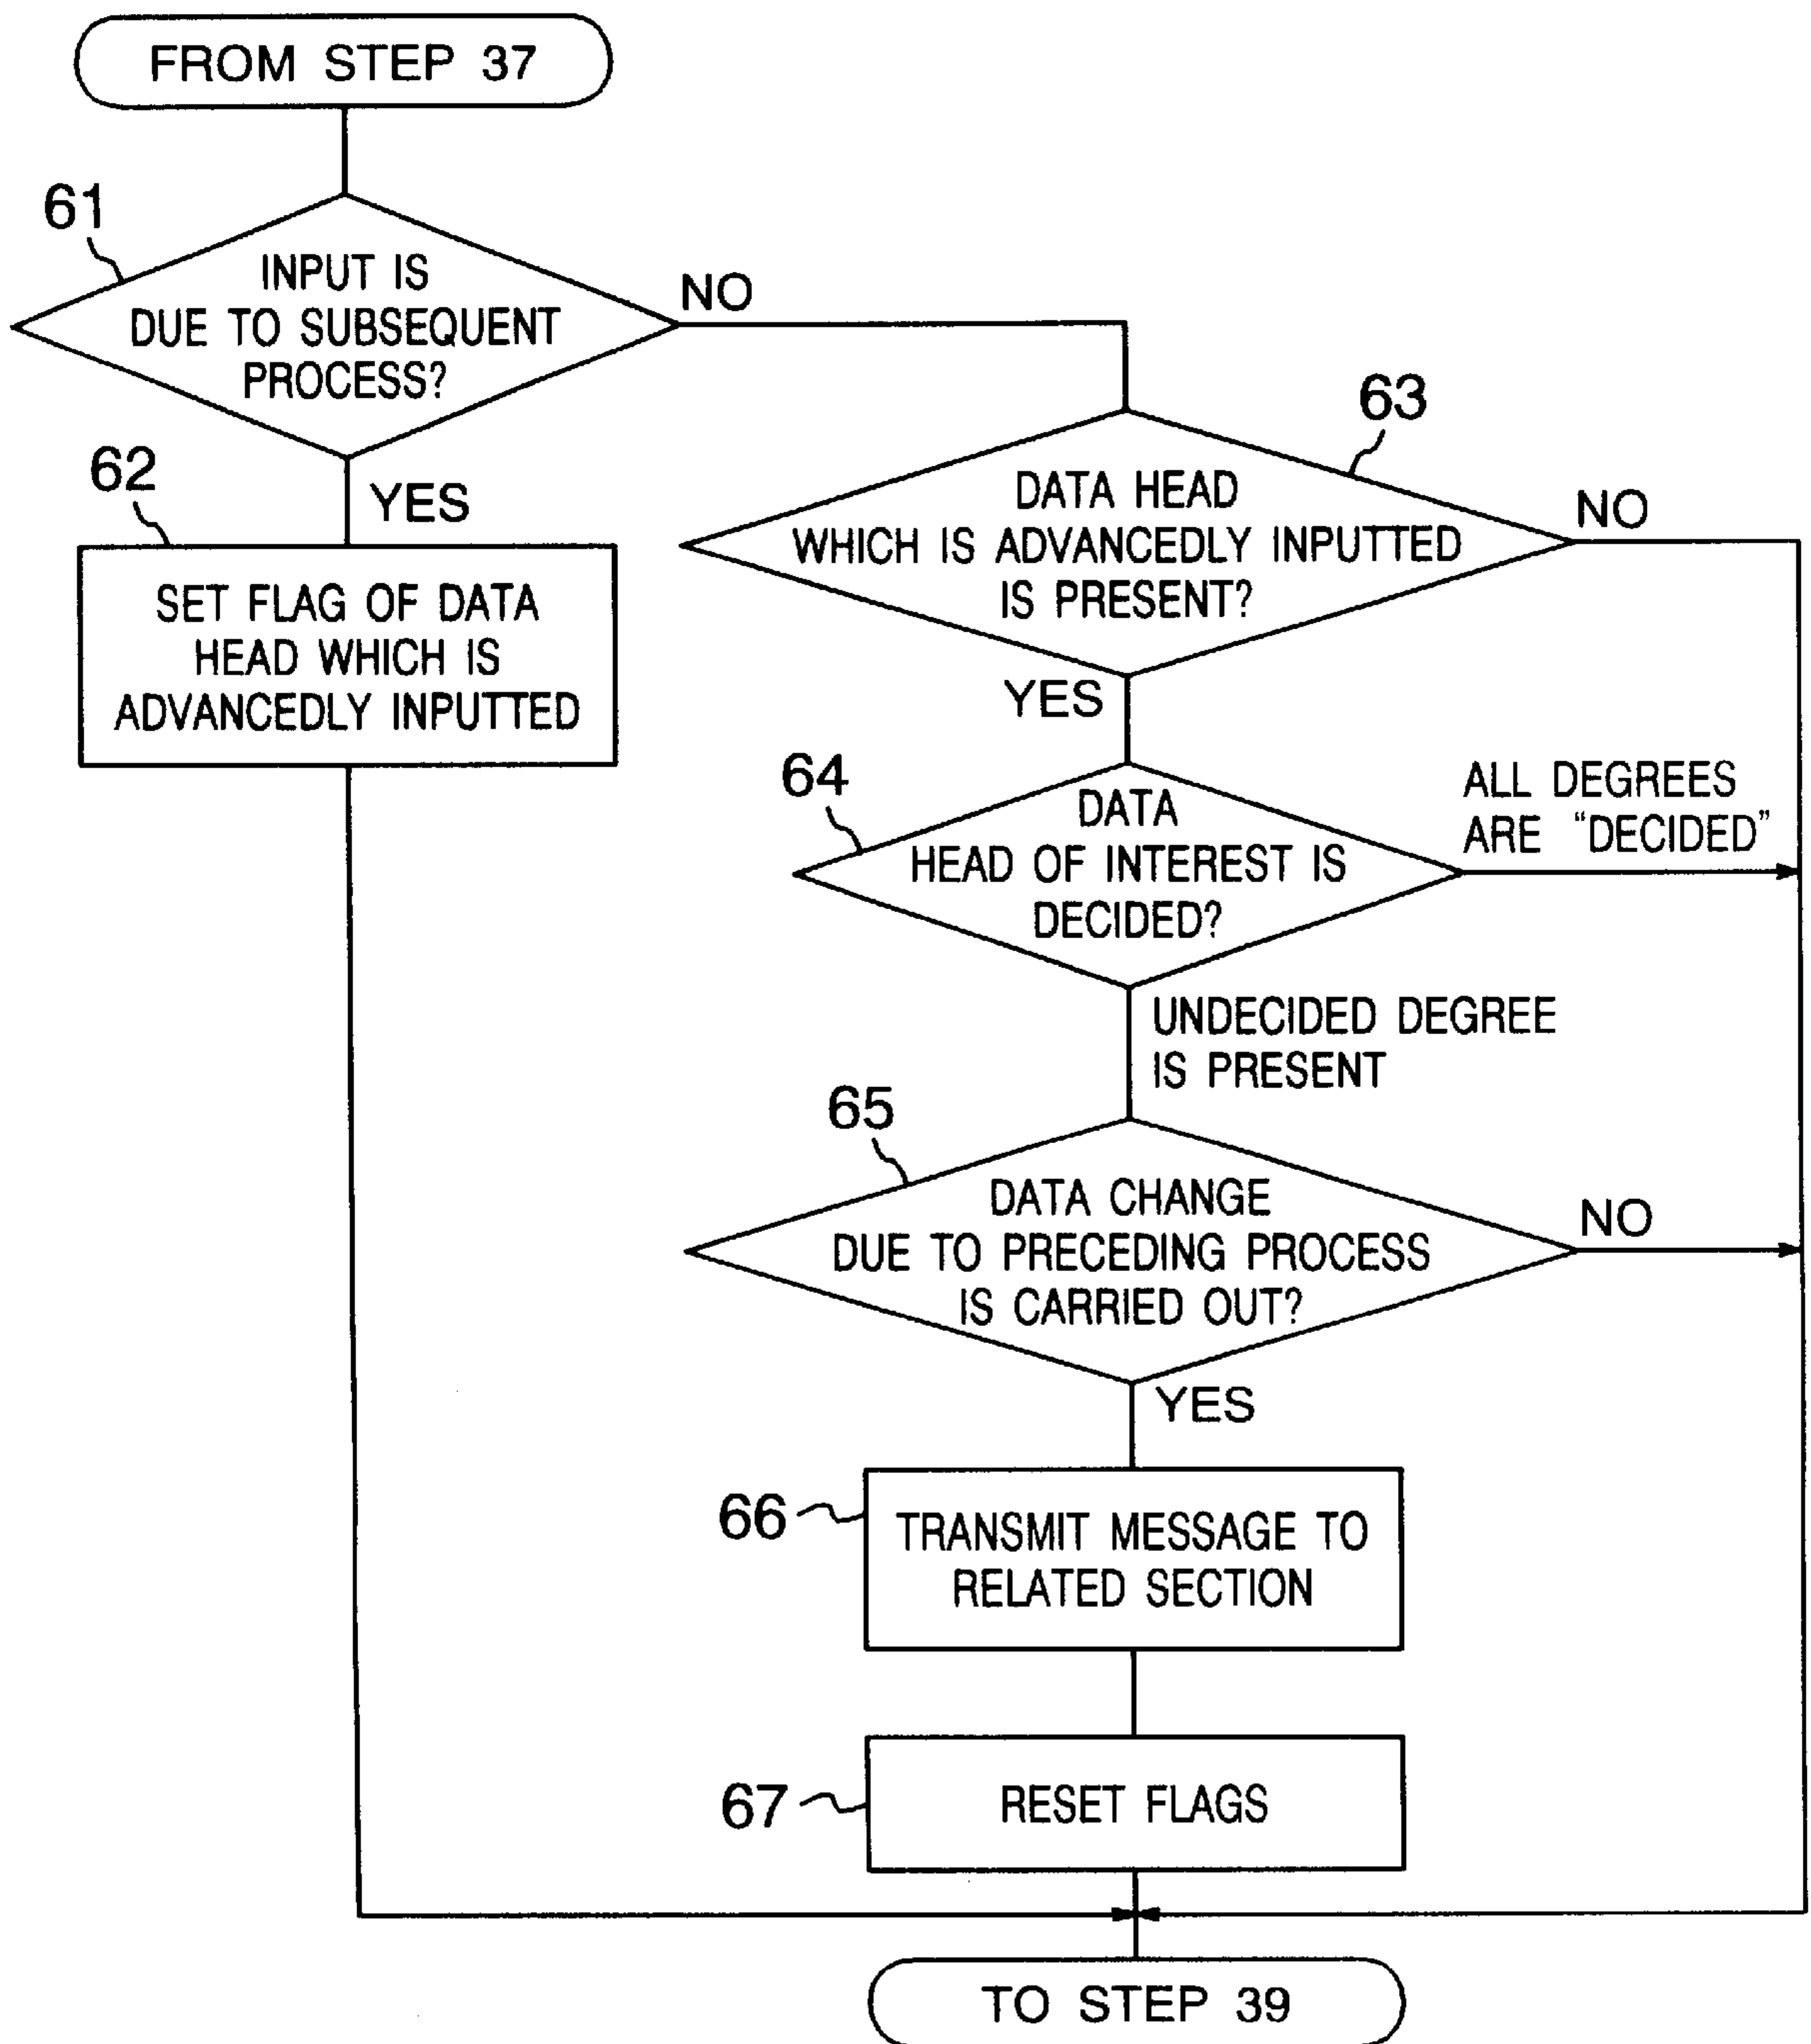 FROM STEP 37
61
INPUT IS
DUE TO SUBSEQUENT
PROCESS?
NO
YES
62
SET FLAG OF DATA
HEAD WHICH IS
ADVANCEDLY INPUTTED
63
DATA HEAD
WHICH IS ADVANCEDLY INPUTTED
IS PRESENT?
NO
YES
64
DATA
HEAD OF INTEREST IS
DECIDED?
ALL DEGREES
ARE "DECIDED"
UNDECIDED DEGREE
IS PRESENT
65
DATA CHANGE
DUE TO PRECEDING PROCESS
IS CARRIED OUT?
NO
YES
66
TRANSMIT MESSAGE TO
RELATED SECTION
67
RESET FLAGS
TO STEP 39